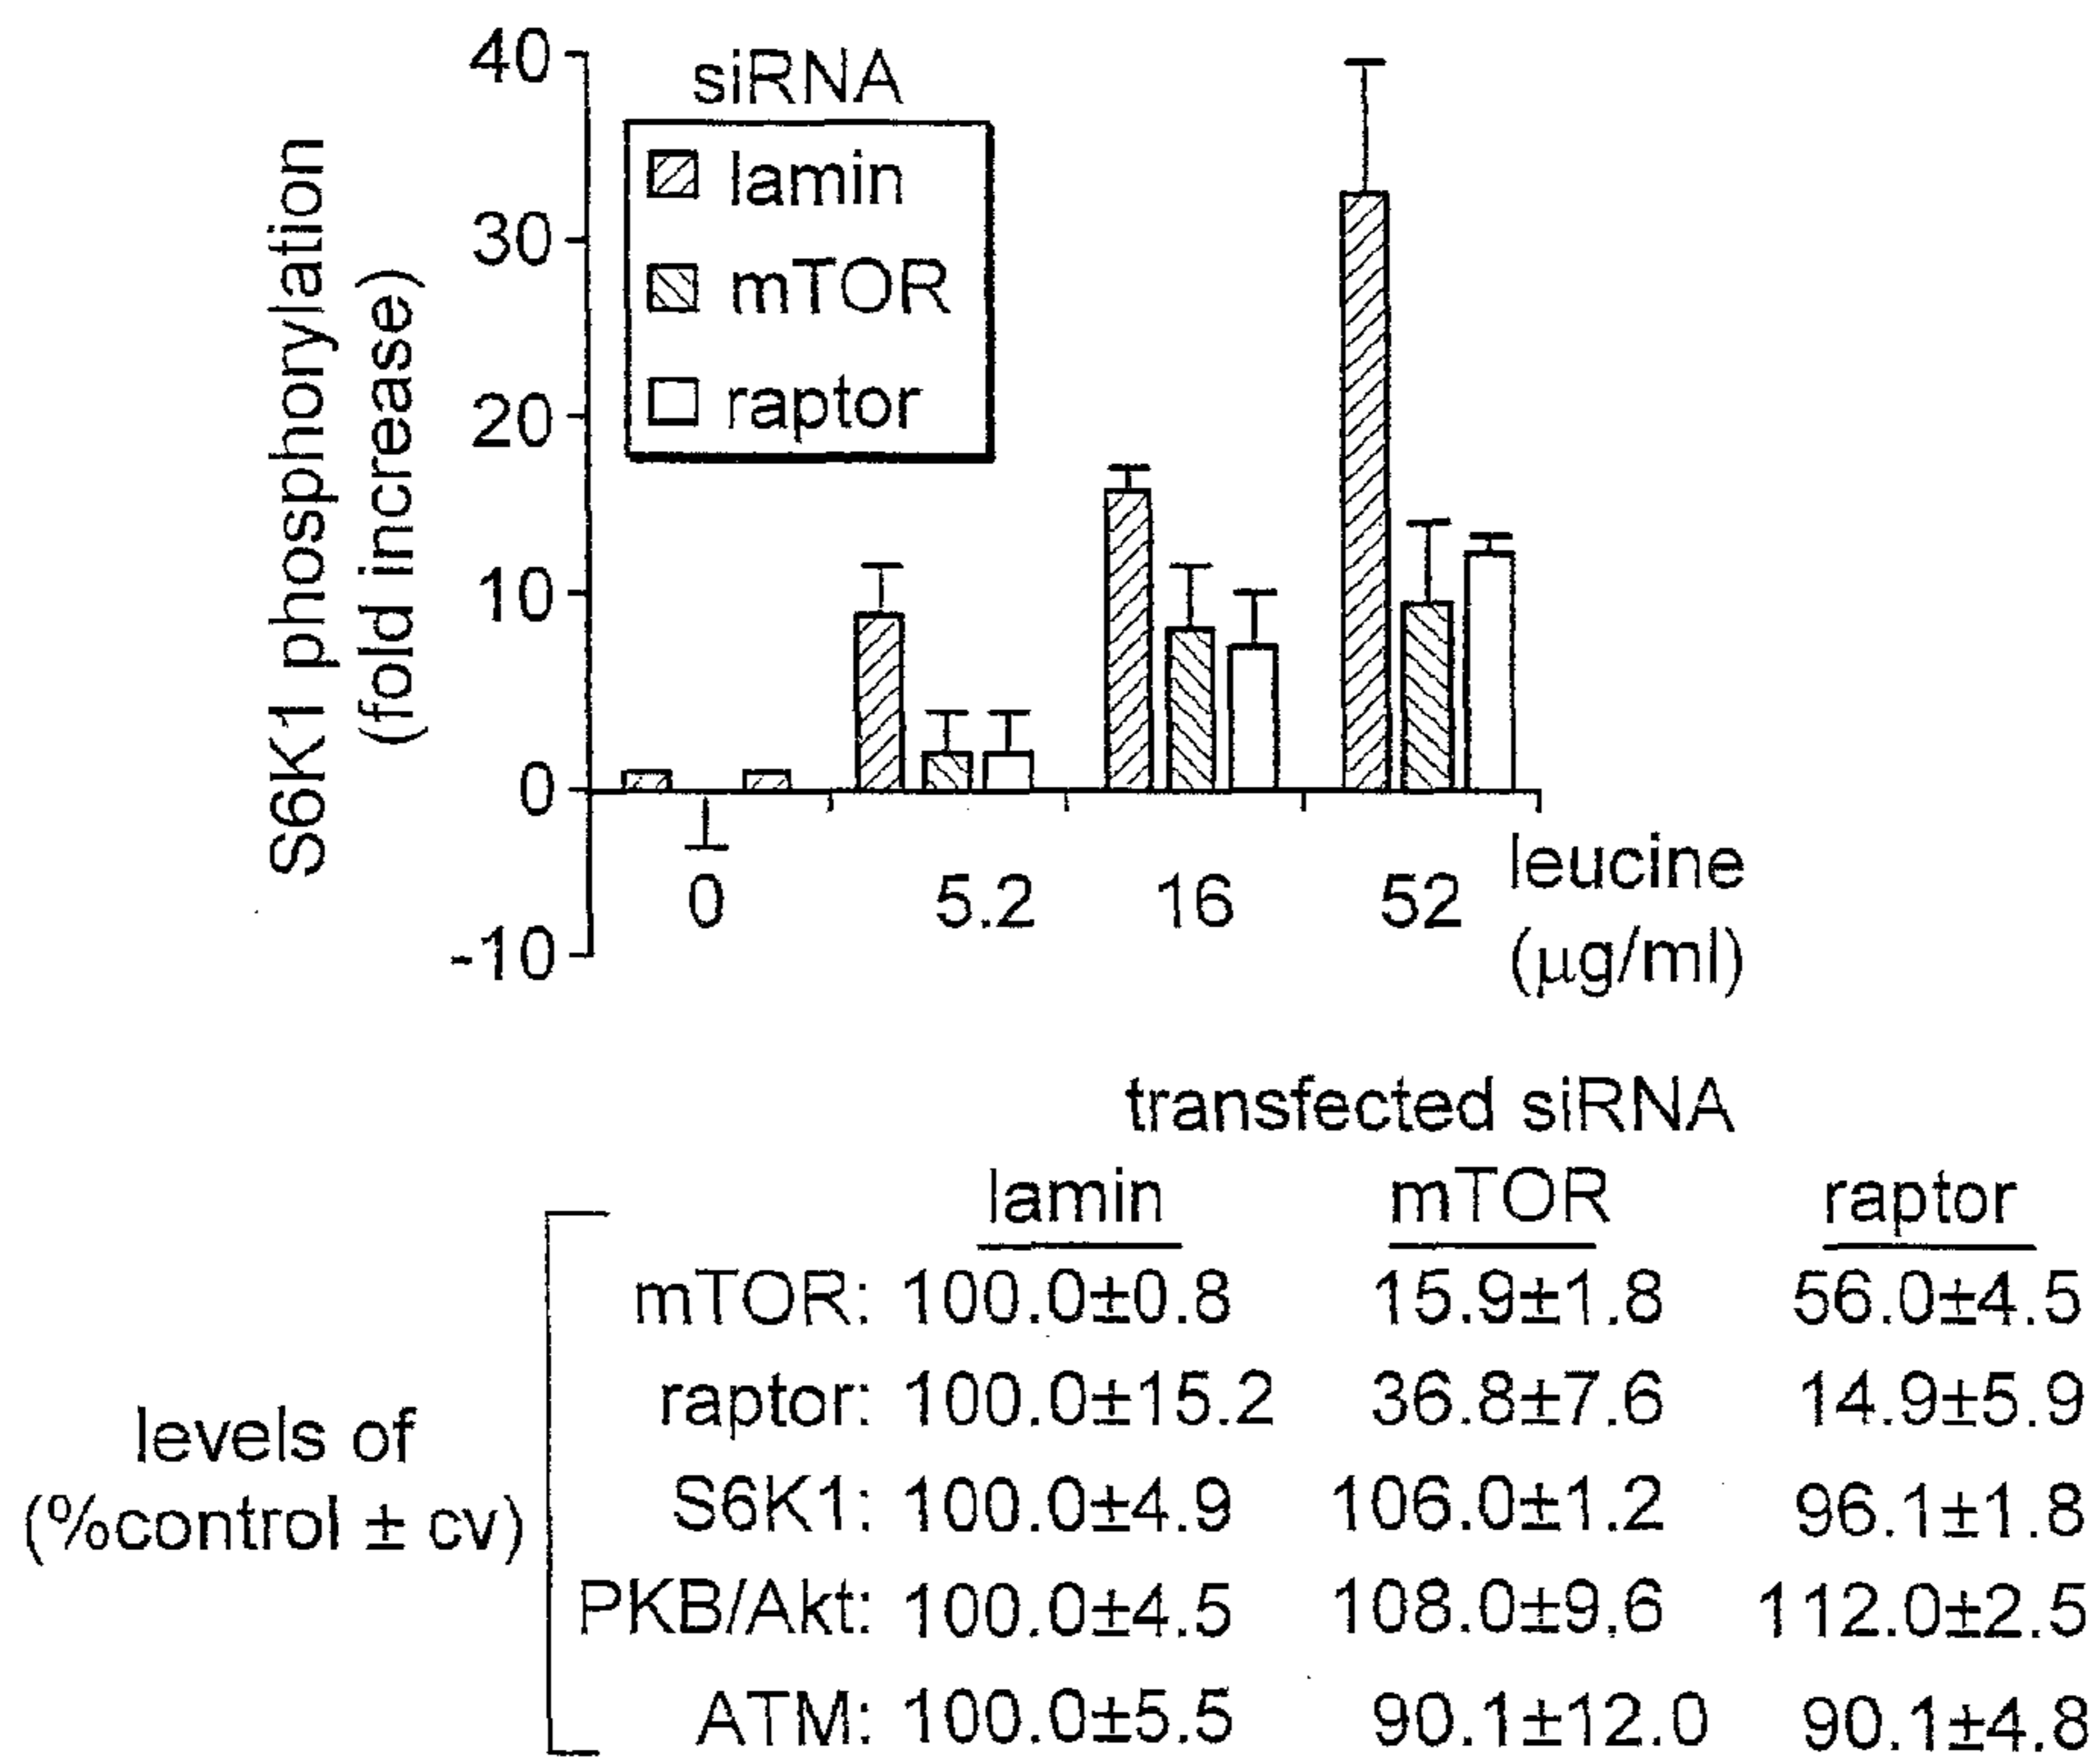 40
30
20
10
0
-10
S6K1 phosphorylation
(fold increase)
siRNA
lamin
mTOR
raptor
0 5.2 16 52
leucine
(μg/ml)
transfected siRNA
lamin mTOR raptor
levels of
(%control ± cv)
mTOR: 100.0±0.8 15.9±1.8 56.0±4.5
raptor: 100.0±15.2 36.8±7.6 14.9±5.9
S6K1: 100.0±4.9 106.0±1.2 96.1±1.8
PKB/Akt: 100.0±4.5 108.0±9.6 112.0±2.5
ATM: 100.0±5.5 90.1±12.0 90.1±4.8